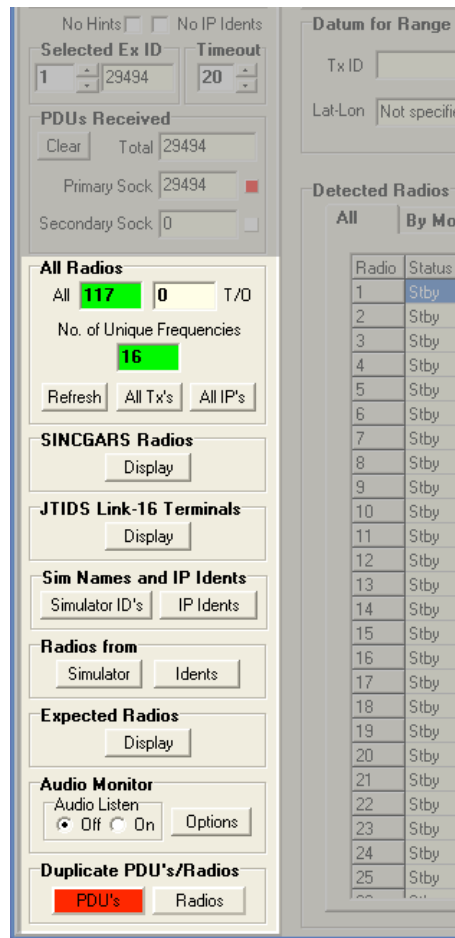 No Hints No IP Idents
Selected Ex ID Timeout
1 29494 20
PDUs Received
Clear Total 29494
Primary Sock 29494
Secondary Sock 0
All Radios
All 117 0 T/O
No. of Unique Frequencies
16
Refresh All Tx's All IP's
SINCGARS Radios
Display
JTIDS Link-16 Terminals
Display
Sim Names and IP Idents
Simulator ID's IP Idents
Radios from
Simulator Idents
Expected Radios
Display
Audio Monitor
Audio Listen
Off On Options
Duplicate PDU's/Radios
PDU's Radios
Datum for Range
Tx ID
Lat-Lon Not specifie
Detected Radios
All By Mo
Radio Status
1 Stby
2 Stby
3 Stby
4 Stby
5 Stby
6 Stby
7 Stby
8 Stby
9 Stby
10 Stby
11 Stby
12 Stby
13 Stby
14 Stby
15 Stby
16 Stby
17 Stby
18 Stby
19 Stby
20 Stby
21 Stby
22 Stby
23 Stby
24 Stby
25 Stby